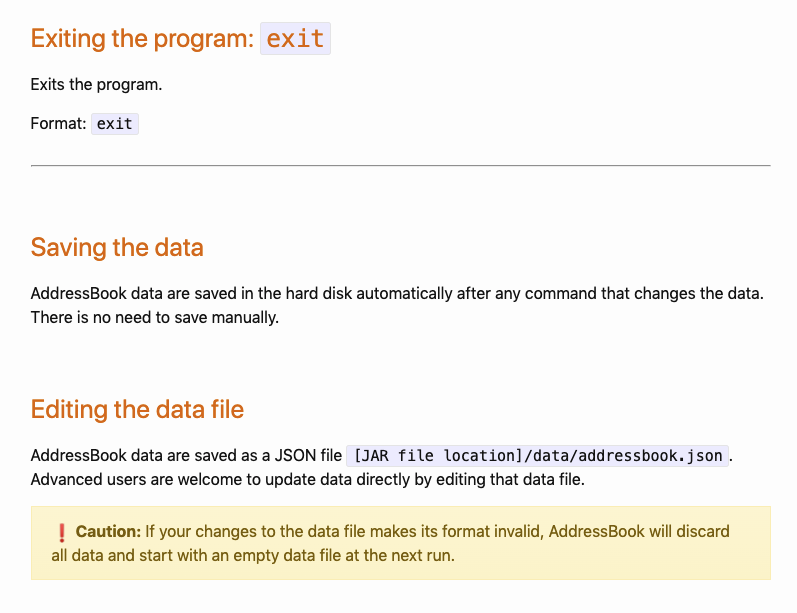 Exiting the program: exit
Exits the program.
Format: exit
Saving the data
AddressBook data are saved in the hard disk automatically after any command that changes the data.
There is no need to save manually.
Editing the data file
AddressBook data are saved as a JSON file [JAR file location]/data/addressbook.json.
Advanced users are welcome to update data directly by editing that data file.
❗ Caution: If your changes to the data file makes its format invalid, AddressBook will discard
all data and start with an empty data file at the next run.